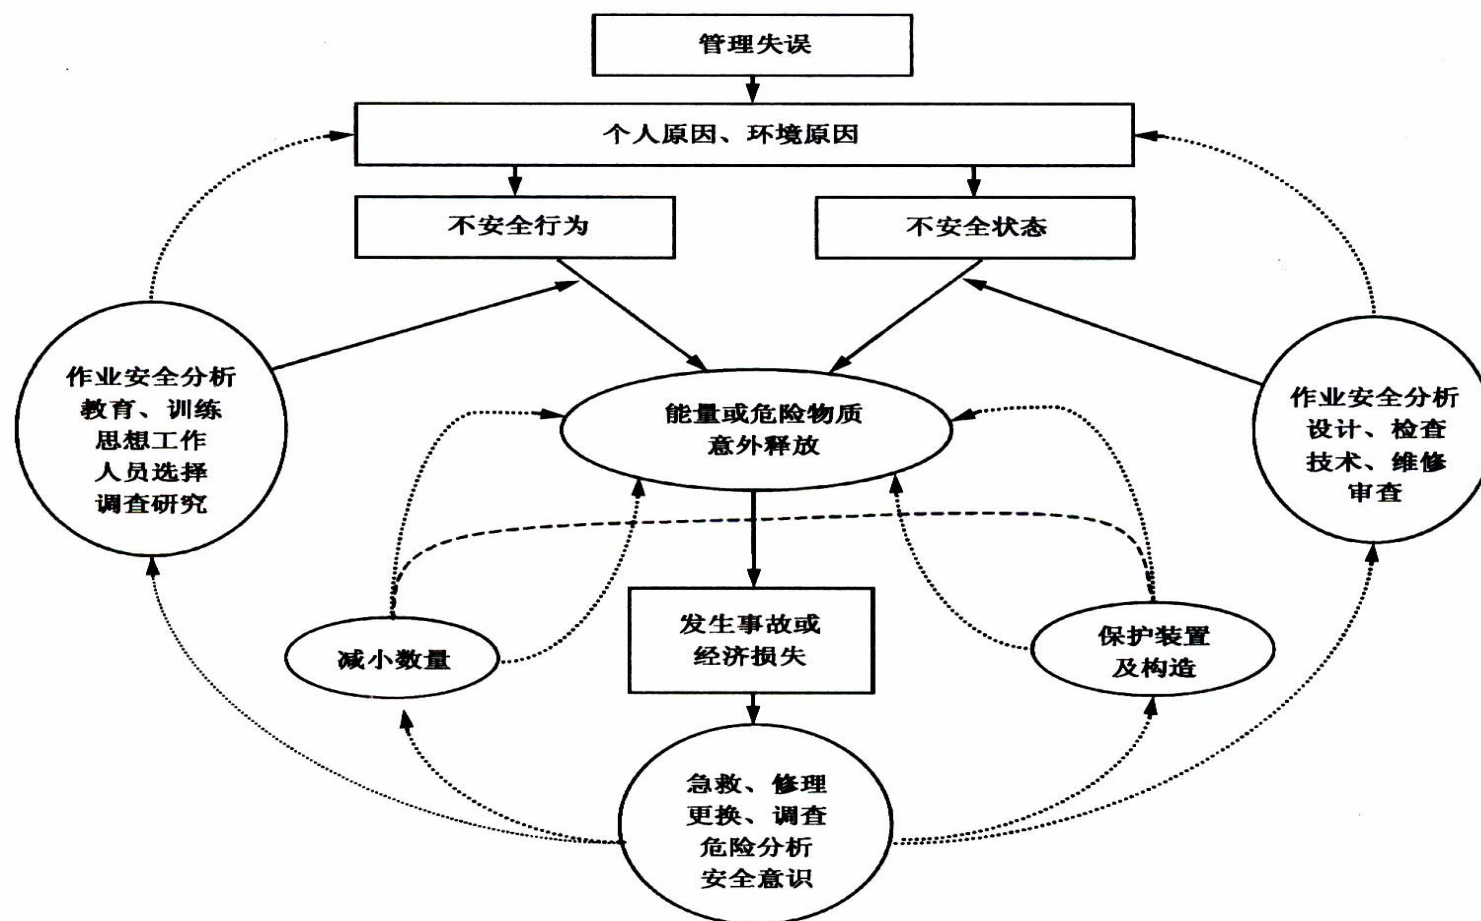 管理失误
个人原因、环境原因
不安全行为
不安全状态
作业安全分析
教育、训练
思想工作
人员选择
调查研究
能量或危险物质
意外释放
作业安全分析
设计、检查
技术、维修
审查
减小数量
发生事故或
经济损失
保护装置
及构造
急救、修理
更换、调查
危险分析
安全意识